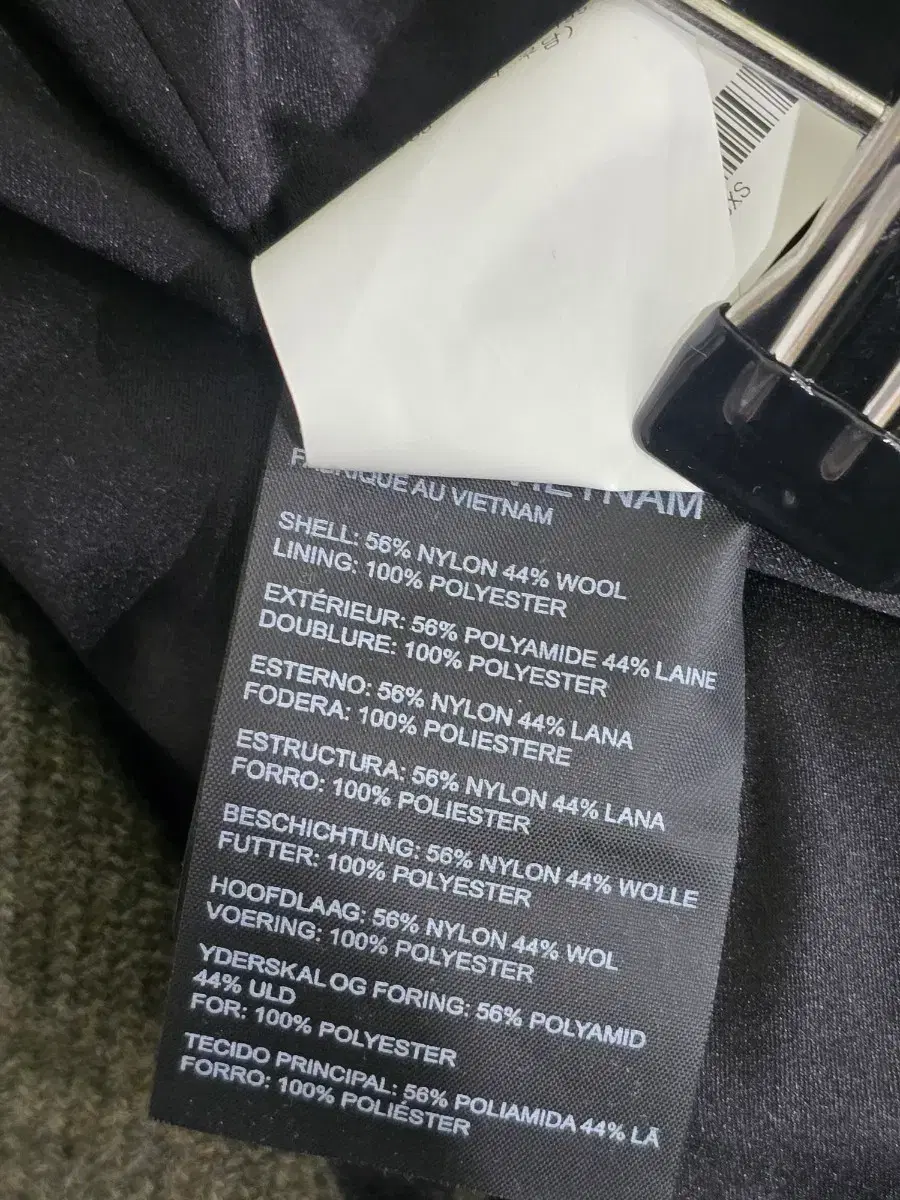 SX
VIETNAM
FABRIQUE AU VIETNAM
SHELL: 56% NYLON 44% WOOL
LINING: 100% POLYESTER
EXTÉRIEUR: 56% POLYAMIDE 44% LAINE
DOUBLURE: 100% POLYESTER
ESTERNO: 56% NYLON 44% LANA
FODERA: 100% POLIESTERE
ESTRUCTURA: 56% NYLON 44% LANA
FORRO: 100% POLIESTER
BESCHICHTUNG: 56% NYLON 44% WOLLE
FUTTER: 100% POLYESTER
HOOFDLAAG: 56% NYLON 44% WOL
VOERING: 100% POLYESTER
YDERSKAL OG FORING: 56% POLYAMID
44% ULD
FOR: 100% POLYESTER
TECIDO PRINCIPAL: 56% POLIAMIDA 44% LÃ
FORRO: 100% POLIÉSTER